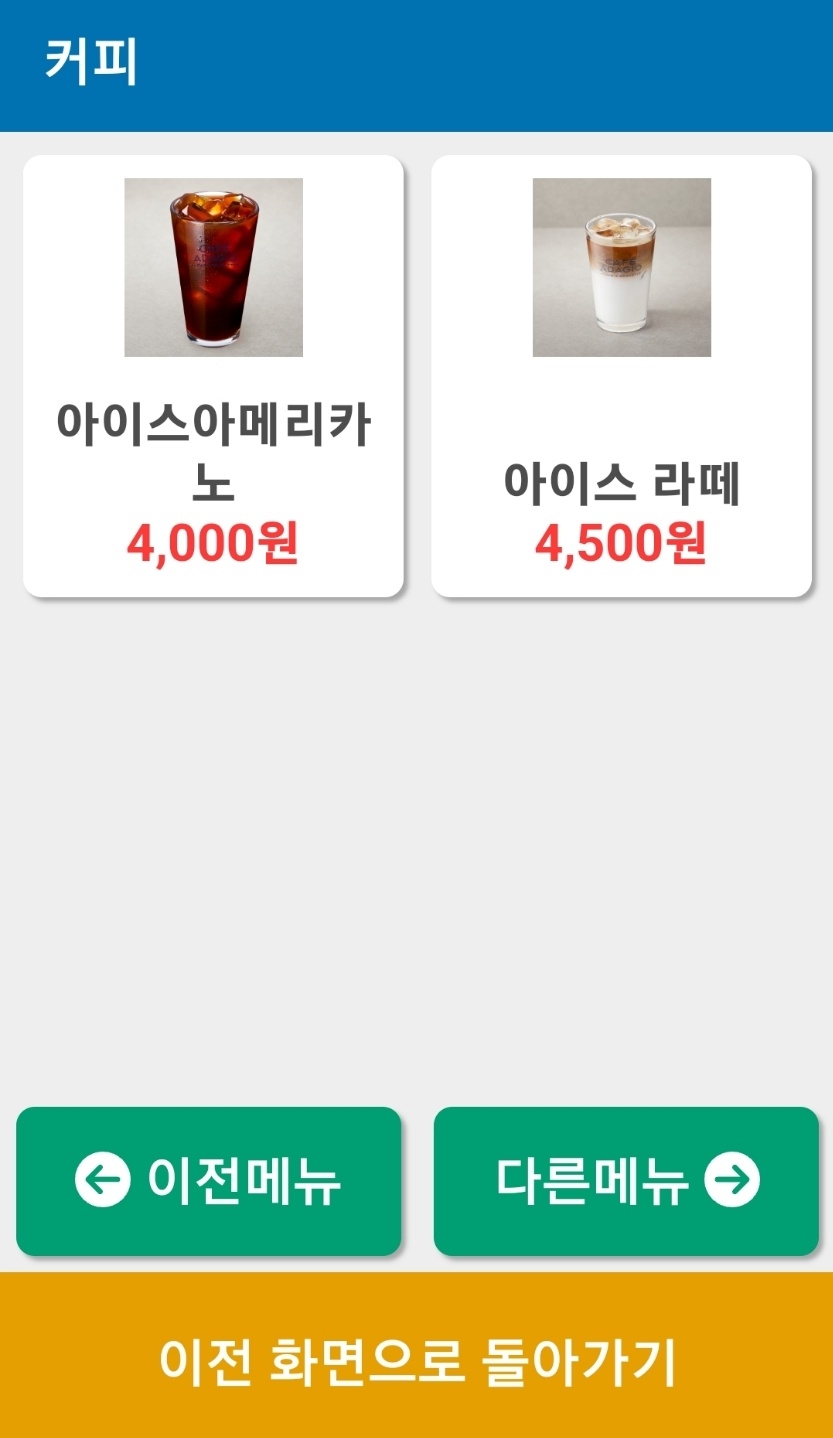 커피
아이스아메리카
노
4,000원
아이스 라떼
4,500원
이전메뉴
다른메뉴
이전 화면으로 돌아가기